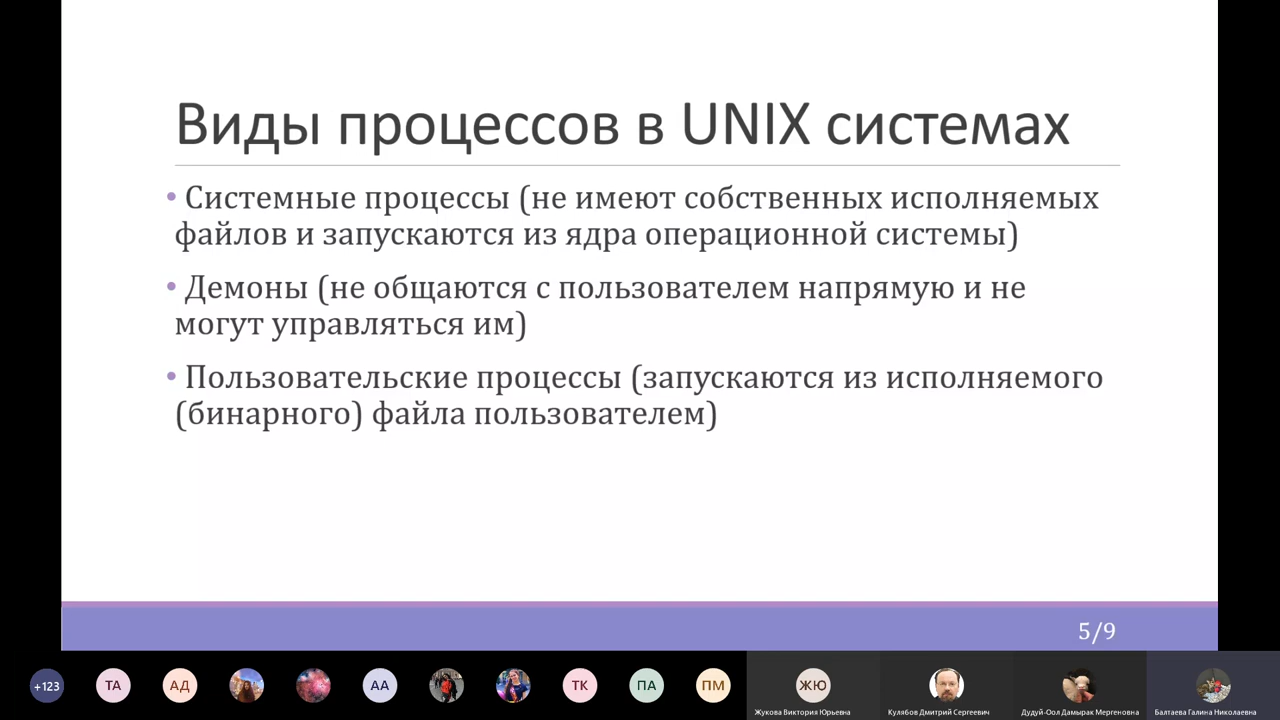 Виды процессов в UNIX системах
• Системные процессы (не имеют собственных исполняемых
файлов и запускаются из ядра операционной системы)
• Демоны (не общаются с пользователем напрямую и не
могут управляться им)
• Пользовательские процессы (запускаются из исполняемого
(бинарного) файла пользователем)
5/9
+123 ТА АД АА ТК ПА ПМ ЖЮ
Жукова Виктория Юрьевна Кулябов Дмитрий Сергеевич Дудуй-Оол Дамырак Мергеновна Балтаева Галина Николаевна